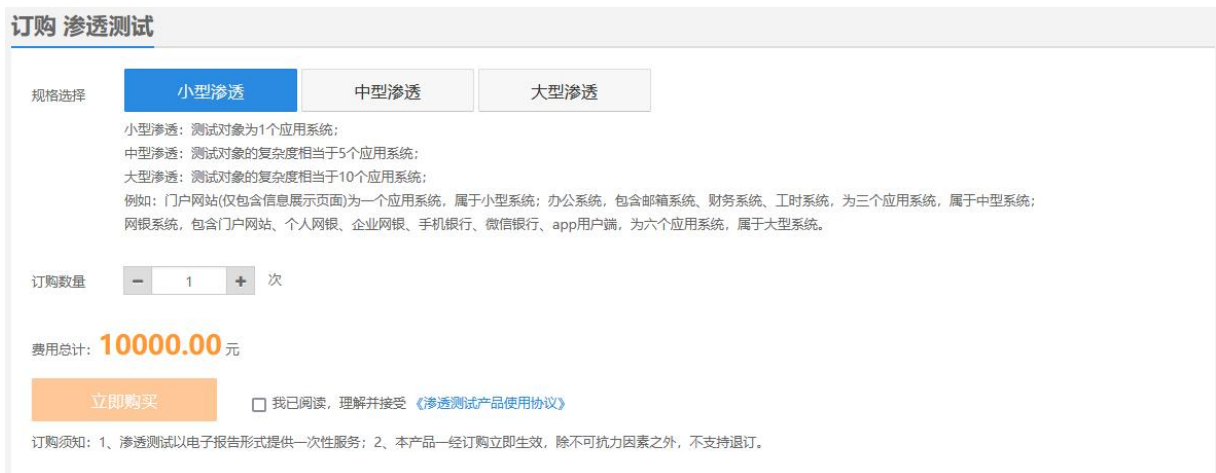 订购 渗透测试
规格选择 小型渗透 中型渗透 大型渗透
小型渗透：测试对象为1个应用系统；
中型渗透：测试对象的复杂度相当于5个应用系统；
大型渗透：测试对象的复杂度相当于10个应用系统；
例如：门户网站(仅包含信息展示页面)为一个应用系统，属于小型系统；办公系统，包含邮箱系统、财务系统、工时系统，为三个应用系统，属于中型系统；
网银系统，包含门户网站、个人网银、企业网银、手机银行、微信银行、app用户端，为六个应用系统，属于大型系统。
订购数量 - 1 + 次
费用总计：10000.00 元
立即购买 我已阅读，理解并接受《渗透测试产品使用协议》
订购须知：1、渗透测试以电子报告形式提供一次性服务；2、本产品一经订购立即生效，除不可抗力因素之外，不支持退订。